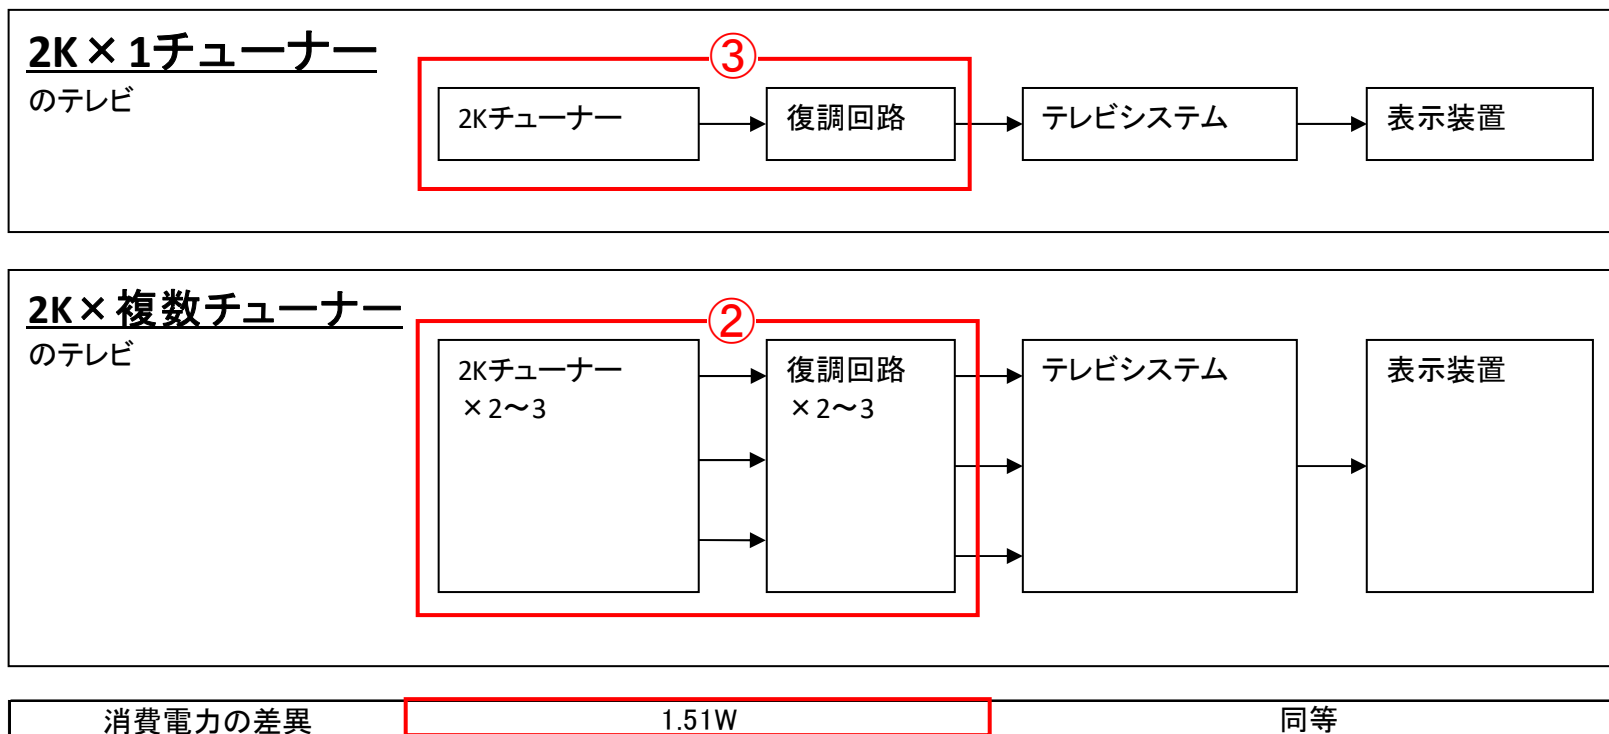 2K×1チューナー
のテレビ
③
2Kチューナー
復調回路
テレビシステム
表示装置
2K×複数チューナー
のテレビ
②
2Kチューナー
×2～3
復調回路
×2～3
テレビシステム
表示装置
消費電力の差異
1.51W
同等